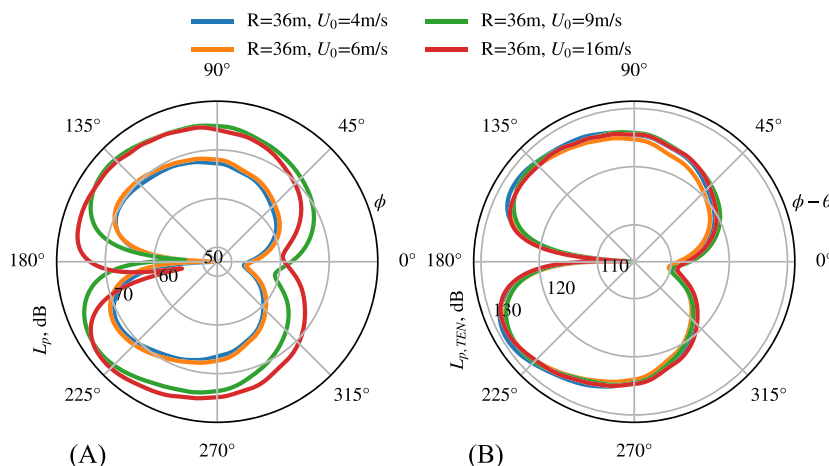 R=36m, U₀=4m/s
R=36m, U₀=9m/s
R=36m, U₀=6m/s
R=36m, U₀=16m/s
90°
90°
135°
45°
135°
45°
ϕ
ϕ−6
180°
50
0°
180°
110
0°
60
120
70
130
Lₚ, dB
L_{p,TEN}, dB
225°
315°
225°
315°
(A)
270°
(B)
270°